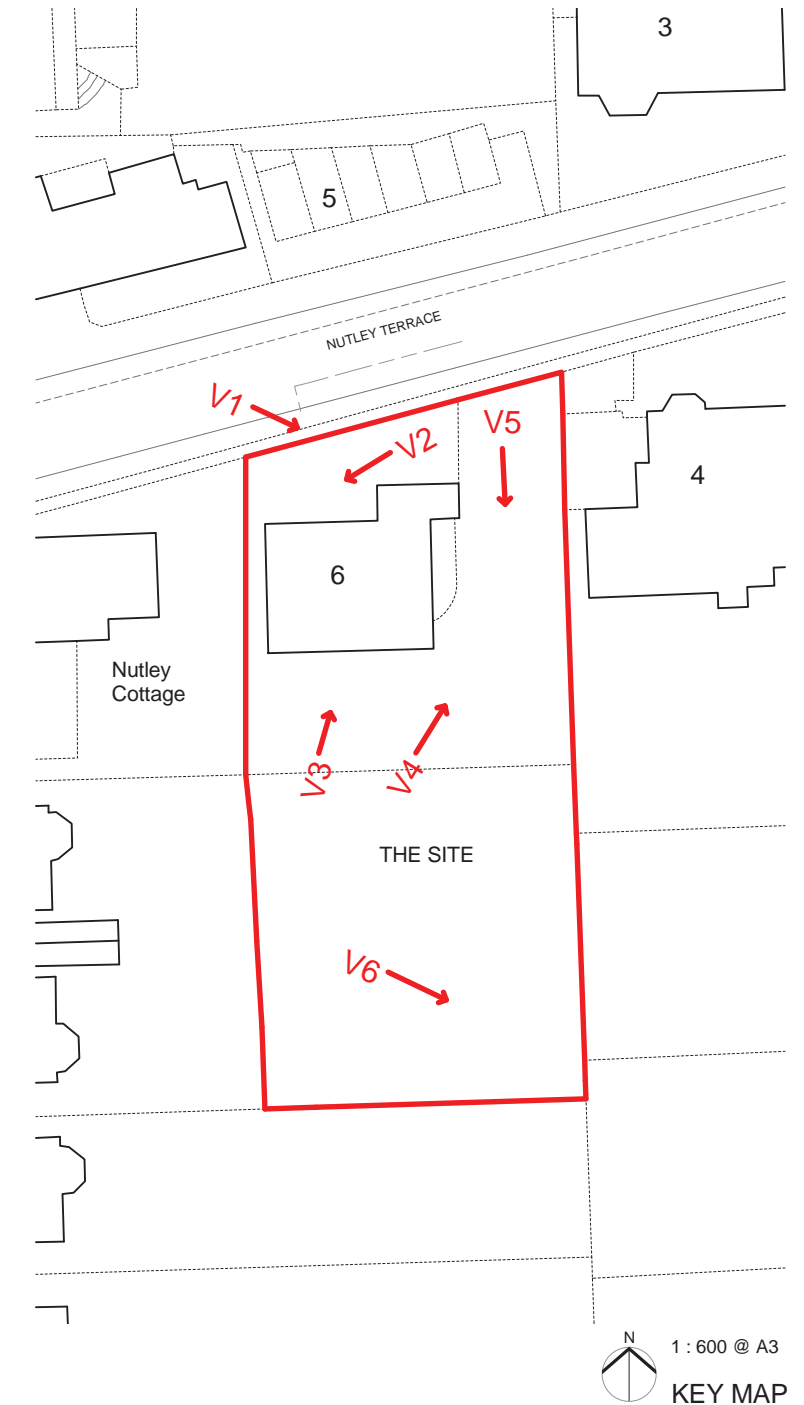 3
5
NUTLEY TERRACE
V1
V2
V5
4
6
Nutley
Cottage
V3
V4
THE SITE
V6
N
1 : 600 @ A3
KEY MAP